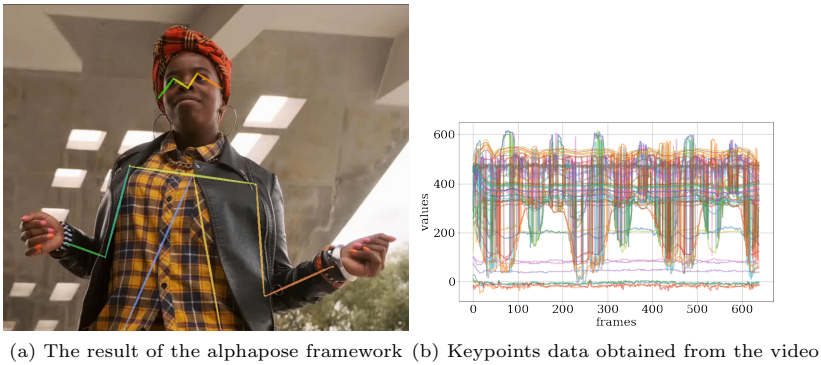 600
400
200
0
values
0 100 200 300 400 500 600
frames
(a) The result of the alphapose framework (b) Keypoints data obtained from the video